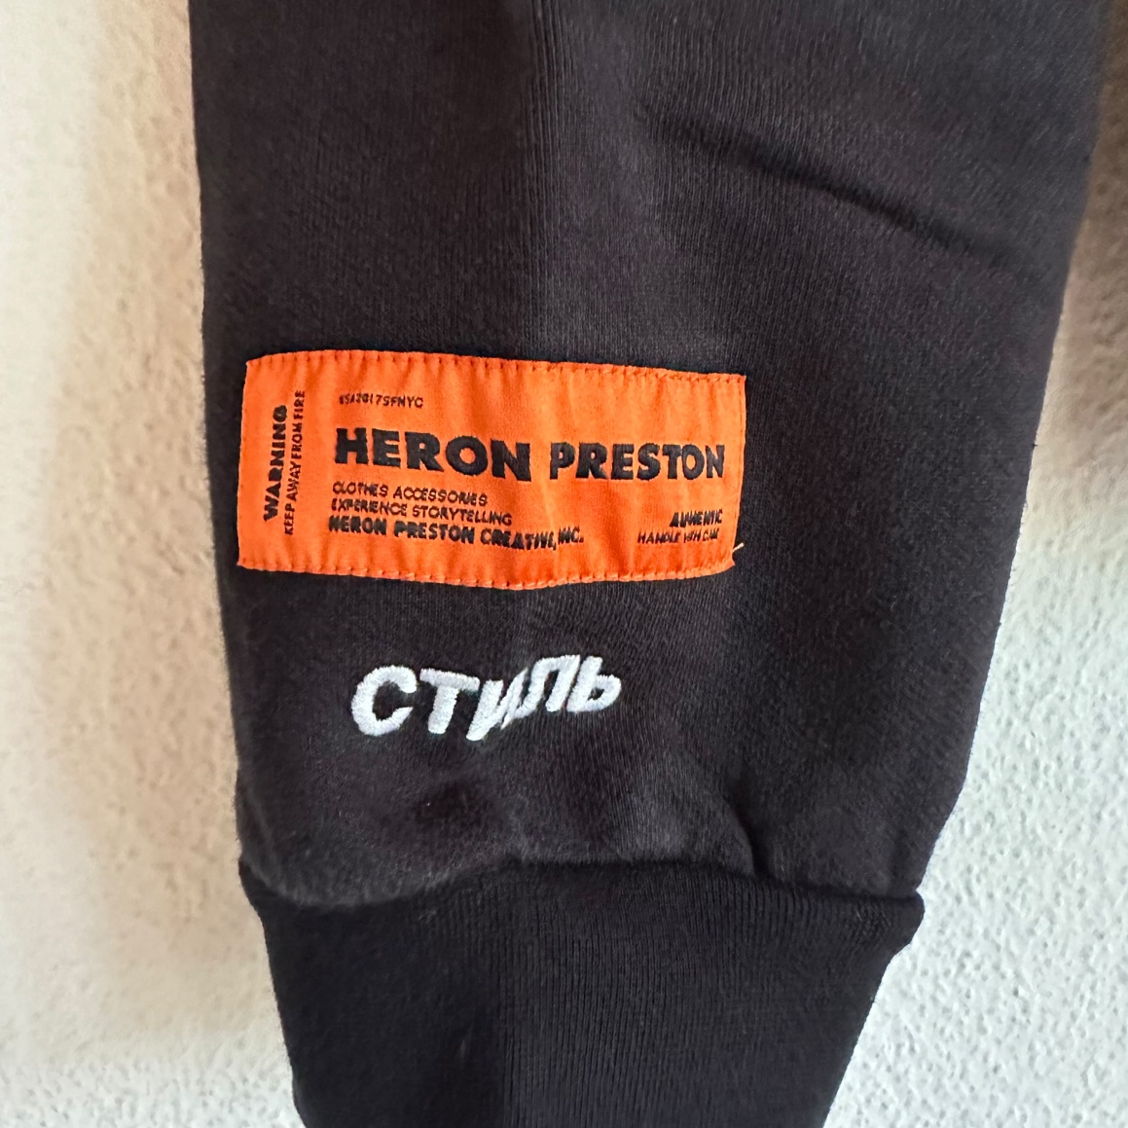 WARNING
KEEP AWAY FROM FIRE
HERON PRESTON
CLOTHES ACCESSORIES
EXPERIENCE STORYTELLING
HERON PRESTON CREATIVE, INC.
AUTHENTIC
HANDLE WITH CARE
СТИЛЬ